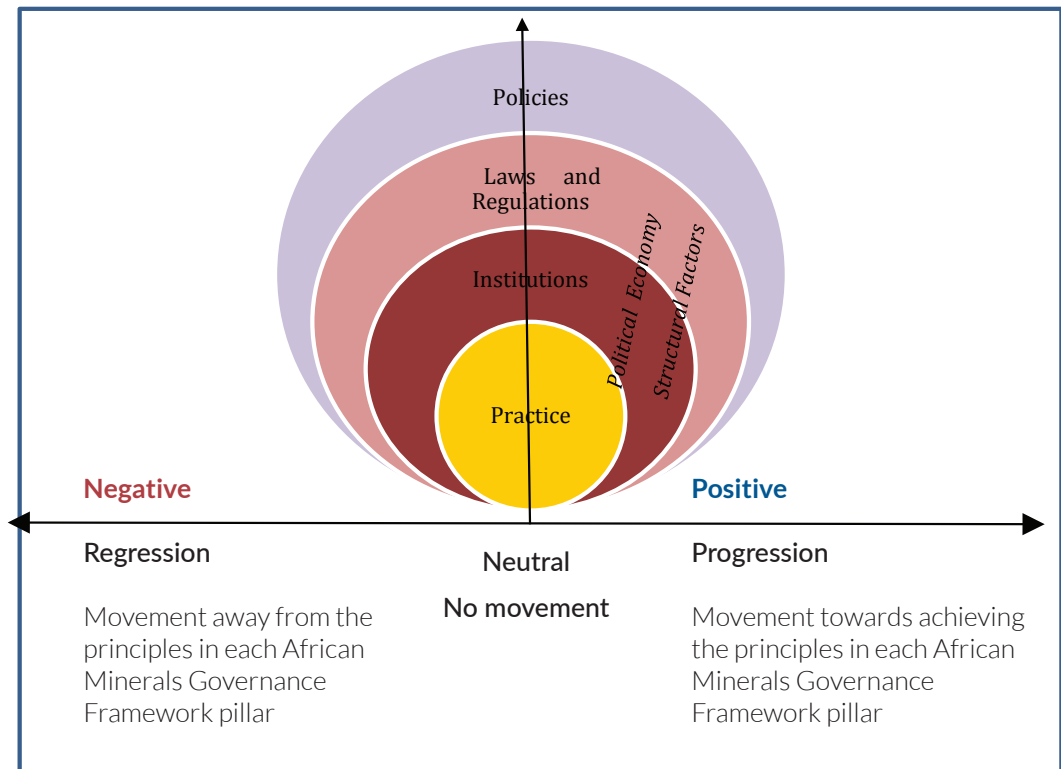 Policies
Laws and
Regulations
Political Economy
Structural Factors
Institutions
Practice
Negative
Positive
Regression
Neutral
Progression
No movement
Movement away from the
principles in each African
Minerals Governance
Framework pillar
Movement towards achieving
the principles in each African
Minerals Governance
Framework pillar